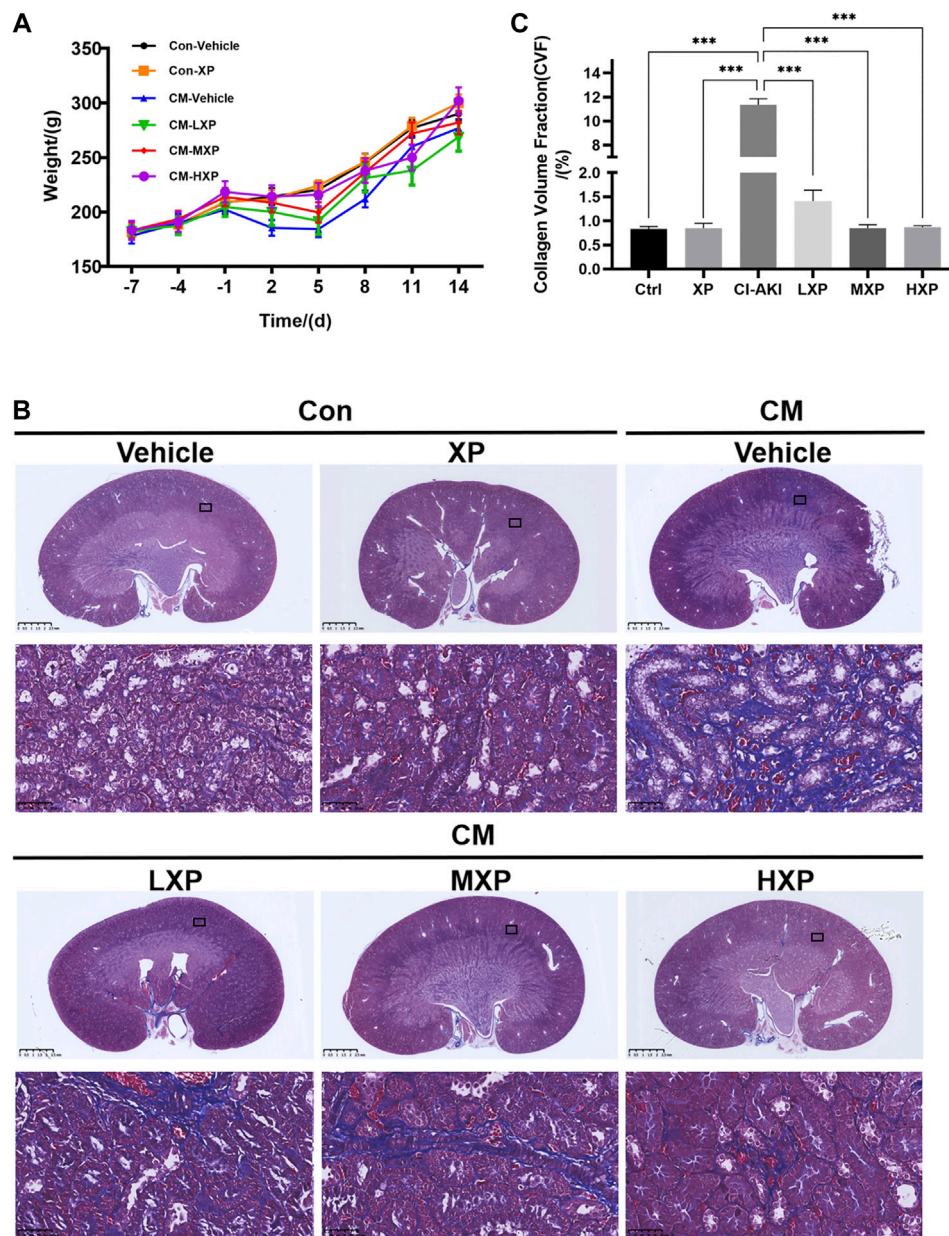 A
Weight/(g)
350
300
250
200
150
Con-Vehicle
Con-XP
CM-Vehicle
CM-LXP
CM-MXP
CM-HXP
-7 -4 -1 2 5 8 11 14
Time/(d)
C
Collagen Volume Fraction(CVF)
/(%)
14
12
10
8
6
2.0
1.5
1.0
0.5
0.0
***
***
***
***
***
Ctrl XP CI-AKI LXP MXP HXP
B
Con CM
Vehicle XP Vehicle
CM
LXP MXP HXP